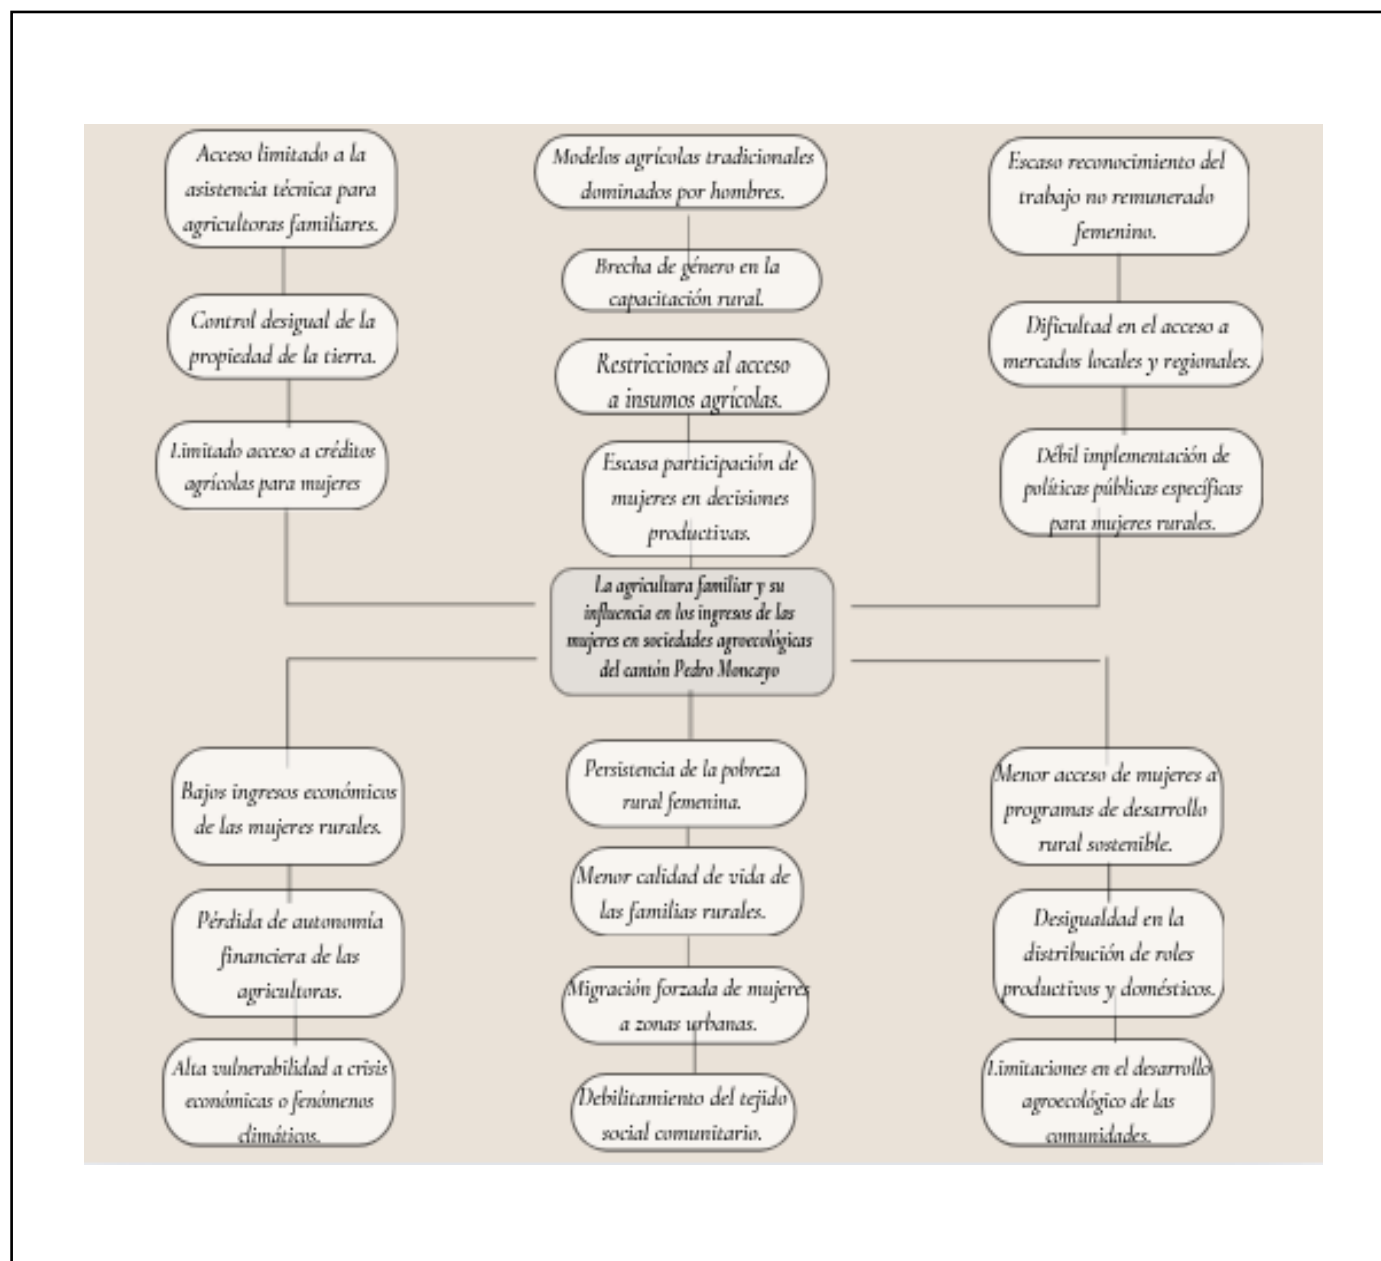 Acceso limitado a la
asistencia técnica para
agricultoras familiares.
Control desigual de la
propiedad de la tierra.
Limitado acceso a créditos
agrícolas para mujeres
Modelos agrícolas tradicionales
dominados por hombres.
Brecha de género en la
capacitación rural.
Restricciones al acceso
a insumos agrícolas.
Escasa participación de
mujeres en decisiones
productivas.
Escaso reconocimiento del
trabajo no remunerado
femenino.
Dificultad en el acceso a
mercados locales y regionales.
Débil implementación de
políticas públicas específicas
para mujeres rurales.
La agricultura familiar y su
influencia en los ingresos de las
mujeres en sociedades agroecológicas
del cantón Pedro Moncayo
Bajos ingresos económicos
de las mujeres rurales.
Pérdida de autonomía
financiera de las
agricultoras.
Alta vulnerabilidad a crisis
económicas o fenómenos
climáticos.
Persistencia de la pobreza
rural femenina.
Menor calidad de vida de
las familias rurales.
Migración forzada de mujeres
a zonas urbanas.
Debilitamiento del tejido
social comunitario.
Menor acceso de mujeres a
programas de desarrollo
rural sostenible.
Desigualdad en la
distribución de roles
productivos y domésticos.
Limitaciones en el desarrollo
agroecológico de las
comunidades.